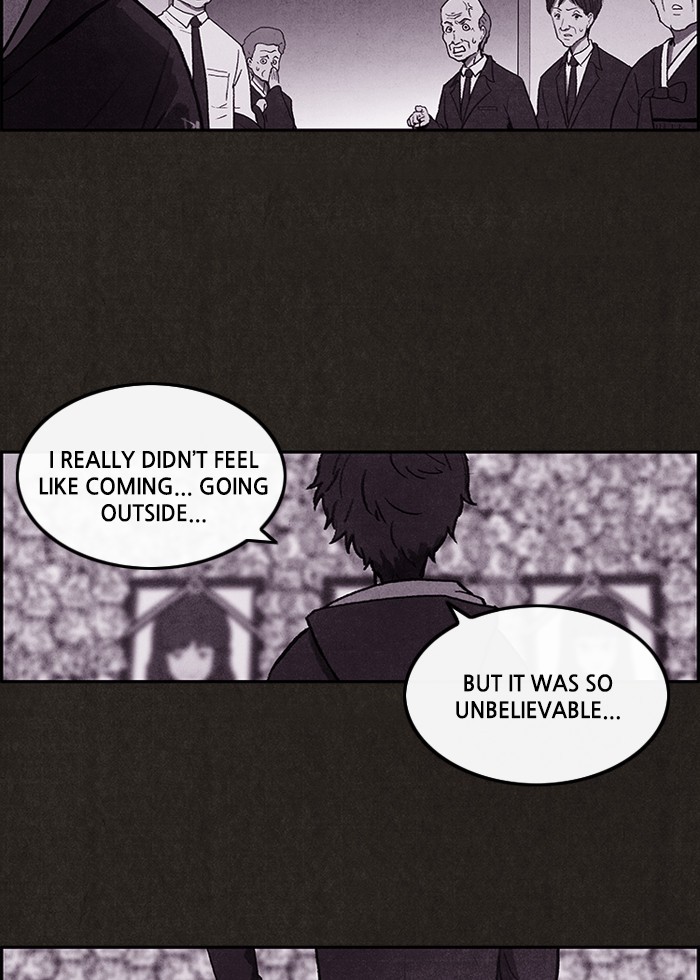 I REALLY DIDN'T FEEL
LIKE COMING... GOING
OUTSIDE...
BUT IT WAS SO
UNBELIEVABLE...